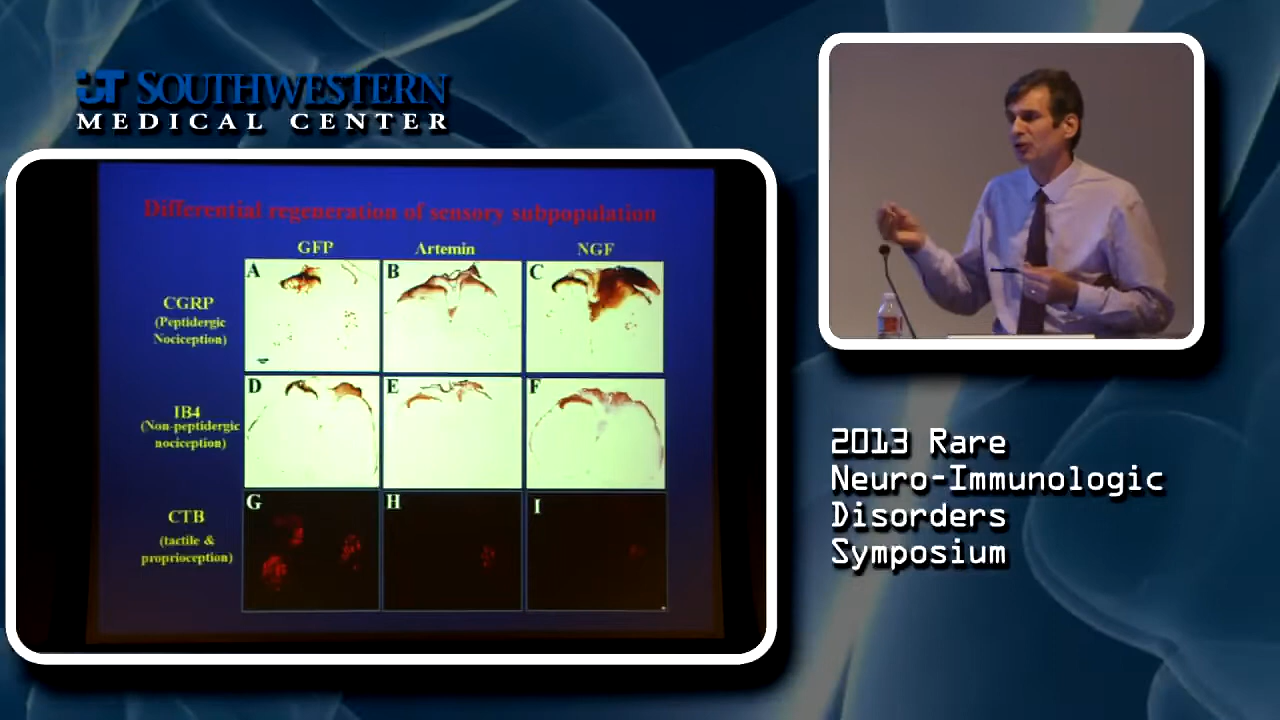 UT SOUTHWESTERN
MEDICAL CENTER
Differential regeneration of sensory subpopulation
GFP Artemin NGF
CGRP
(Peptidergic
Nociception)
A B C
IB4
(Non-peptidergic
nociception)
D E F
CTB
(tactile &
proprioception)
G H I
2013 Rare
Neuro-Immunologic
Disorders
Symposium